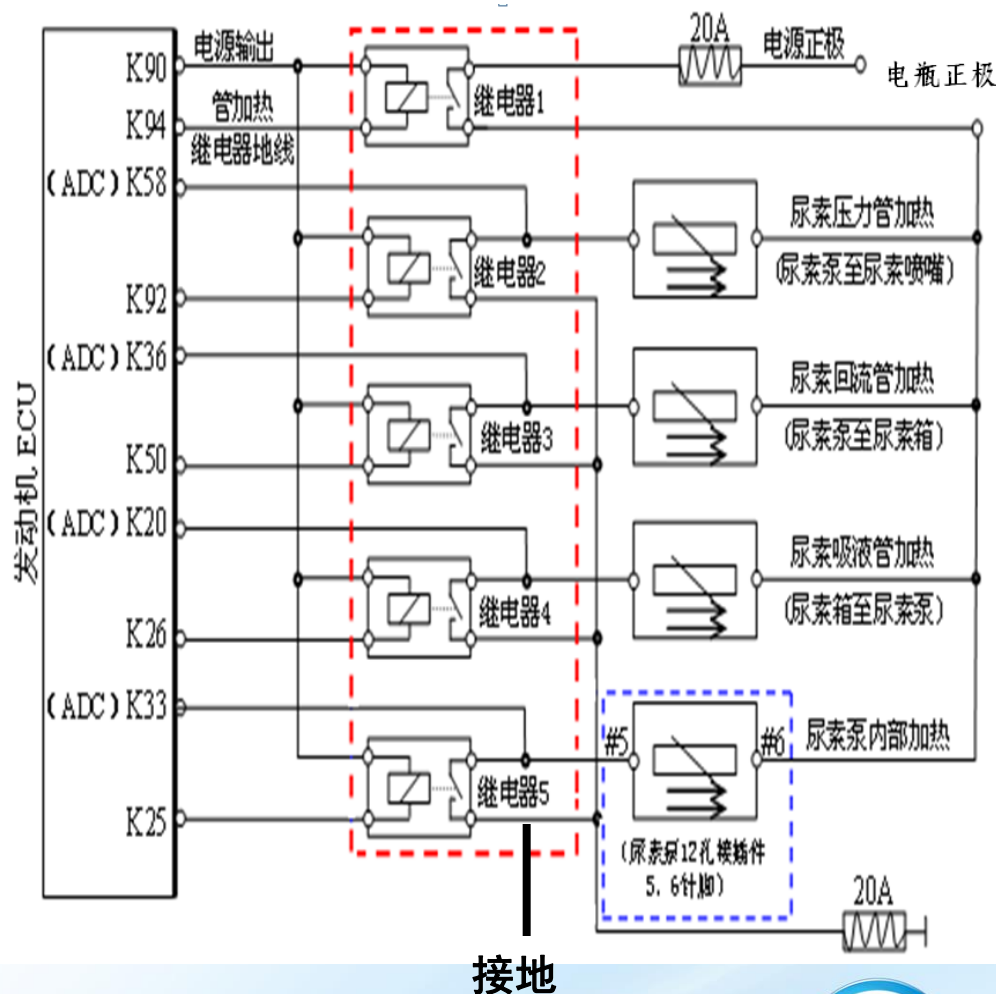 20A
电源正极
电瓶正极
电源输出
K90
继电器1
管加热
K94
继电器地线
(ADC)K58
尿素压力管加热
(尿素泵至尿素喷嘴)
继电器2
K92
(ADC)K36
尿素回流管加热
(尿素泵至尿素箱)
继电器3
K50
发动机 ECU
(ADC)K20
尿素吸液管加热
(尿素箱至尿素泵)
继电器4
K26
(ADC)K33
#5
#6
尿素泵内部加热
继电器5
K25
(尿素泵12孔接插件
5.6针脚)
20A
接地